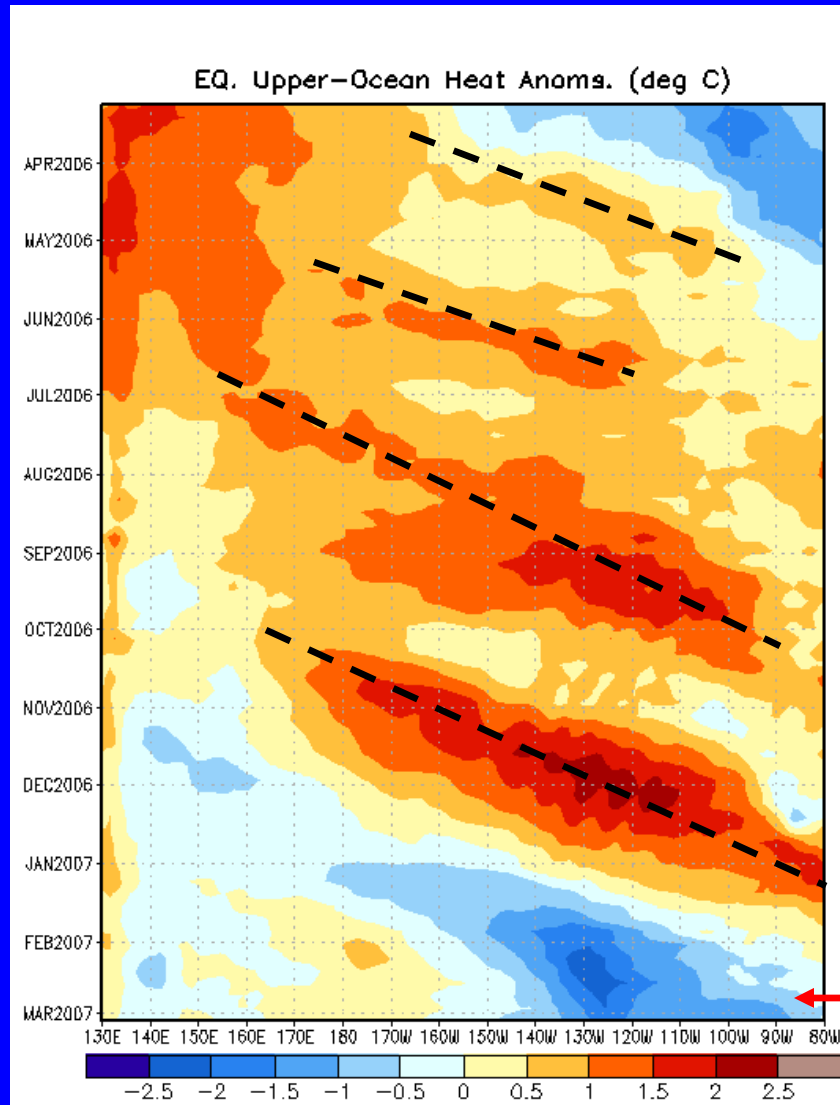 EQ. Upper-Ocean Heat Anoms. (deg C)
APR2006
MAY2006
JUN2006
JUL2006
AUG2006
SEP2006
OCT2006
NOV2006
DEC2006
JAN2007
FEB2007
MAR2007
130E 140E 150E 160E 170E 180 170W 160W 150W 140W 130W 120W 110W 100W 90W 80W
-2.5 -2 -1.5 -1 -0.5 0 0.5 1 1.5 2 2.5